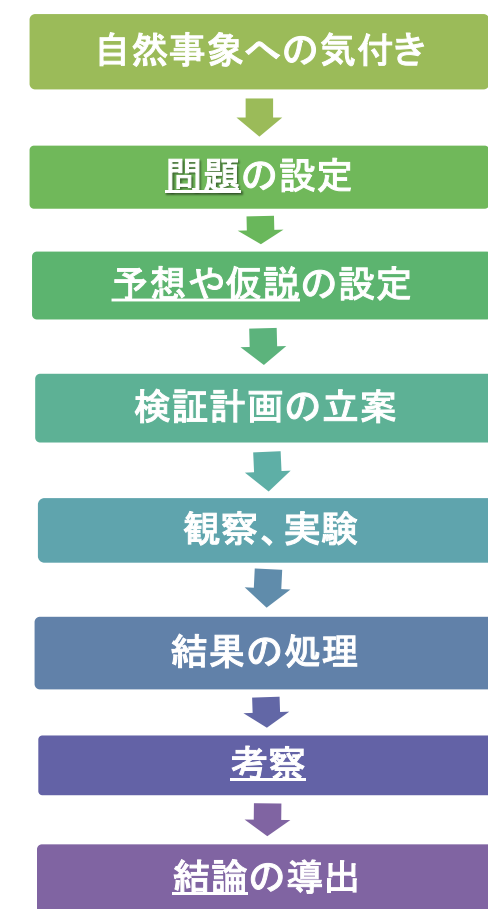 自然事象への気付き
問題の設定
予想や仮説の設定
検証計画の立案
観察、実験
結果の処理
考察
結論の導出